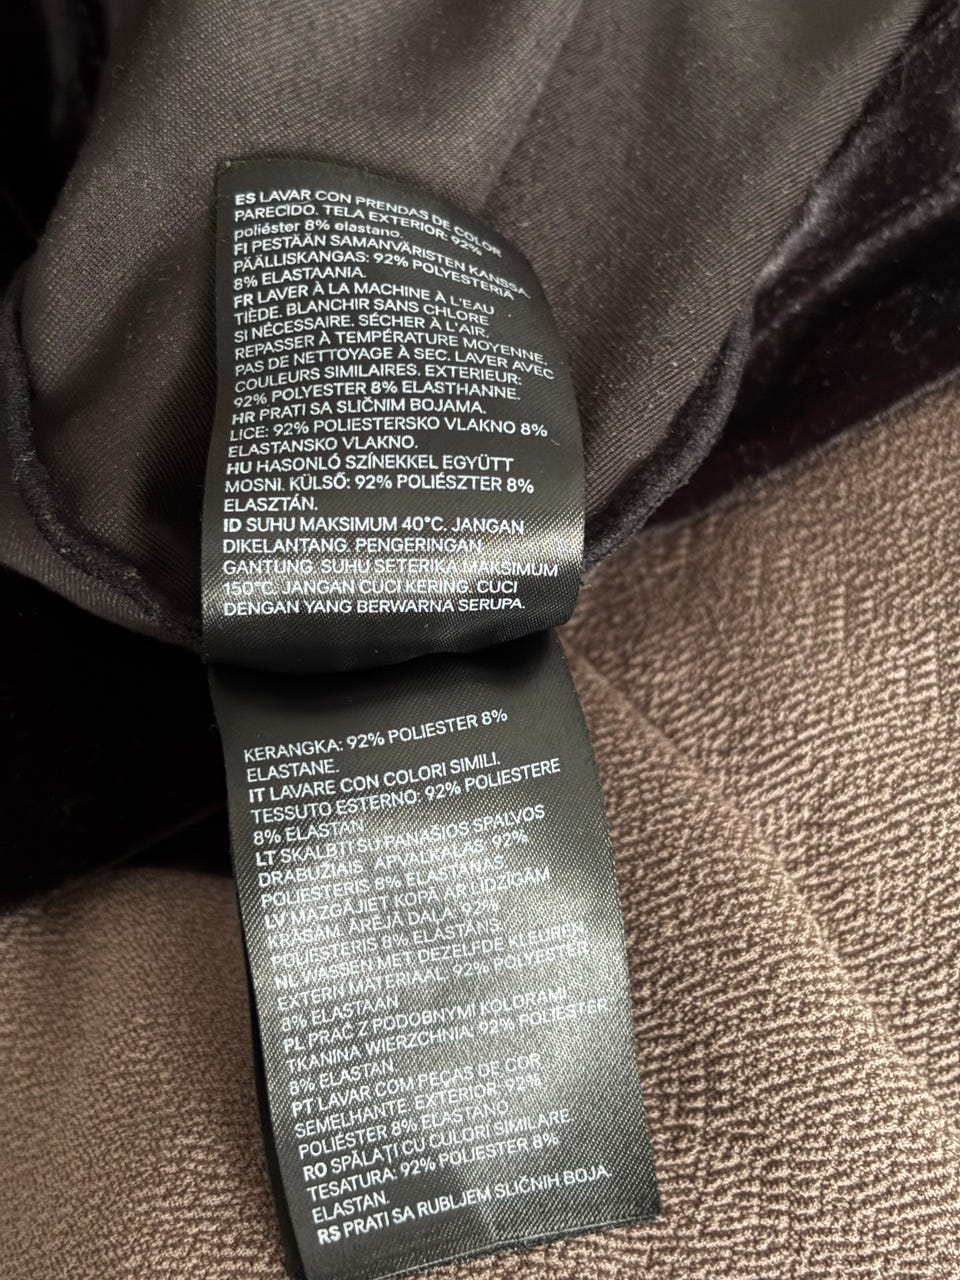 ES LAVAR CON PRENDAS DE COLOR
PARECIDO. TELA EXTERIOR: 92%
poliéster 8% elastano.
FI PESTÄÄN SAMANVÄRISTEN KANSSA.
PÄÄLLISKANGAS: 92% POLYESTERIÄ
8% ELASTAANIA.
FR LAVER À LA MACHINE À L'EAU
TIÈDE. BLANCHIR SANS CHLORE
SI NÉCESSAIRE. SÉCHER À L'AIR.
REPASSER À TEMPÉRATURE MOYENNE.
PAS DE NETTOYAGE À SEC. LAVER AVEC
COULEURS SIMILAIRES. EXTERIEUR:
92% POLYESTER 8% ELASTHANNE.
HR PRATI SA SLIČNIM BOJAMA.
LICE: 92% POLIESTERSKO VLAKNO 8%
ELASTANSKO VLAKNO.
HU HASONLÓ SZÍNEKKEL EGYÜTT
MOSNI. KÜLSŐ: 92% POLIÉSZTER 8%
ELASZTÁN.
ID SUHU MAKSIMUM 40°C. JANGAN
DIKELANTANG. PENGERINGAN
GANTUNG. SUHU SETERIKA MAKSIMUM
150°C. JANGAN CUCI KERING. CUCI
DENGAN YANG BERWARNA SERUPA.
KERANGKA: 92% POLIESTER 8%
ELASTANE.
IT LAVARE CON COLORI SIMILI.
TESSUTO ESTERNO: 92% POLIESTERE
8% ELASTAN
LT SKALBTI SU PANAŠIOS SPALVOS
DRABUŽIAIS. APVALKALAS: 92%
POLIESTERIS 8% ELASTANAS
LV MAZGĀJIET KOPĀ AR LĪDZĪGĀM
KRĀSĀM. ĀRĒJĀ DAĻA: 92%
POLIESTERIS 8% ELASTĀNS
NL WASSEN MET DEZELFDE KLEUREN
EXTERN MATERIAAL: 92% POLYESTER
8% ELASTAAN
PL PRAĆ Z PODOBNYMI KOLORAMI.
TKANINA WIERZCHNIA: 92% POLIESTER
8% ELASTAN
PT LAVAR COM PEÇAS DE COR
SEMELHANTE. EXTERIOR: 92%
POLIÉSTER 8% ELASTANO
RO SPĂLAȚI CU CULORI SIMILARE
TESATURA: 92% POLIESTER 8%
ELASTAN.
RS PRATI SA RUBLJEM SLIČNIH BOJA.